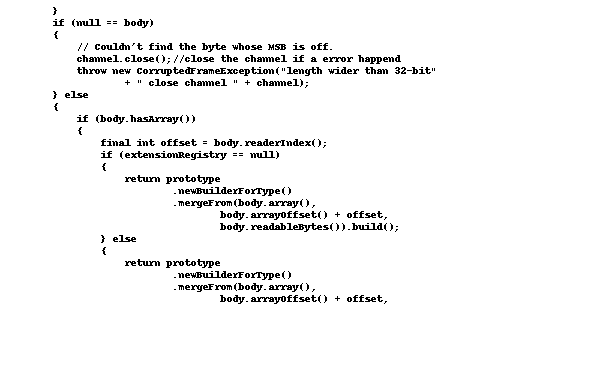 }
if (null == body)
{
// Couldn't find the byte whose MSB is off.
channel.close();//close the channel if a error happend
throw new CorruptedFrameException("length wider than 32-bit"
+ " close channel " + channel);
} else
{
if (body.hasArray())
{
final int offset = body.readerIndex();
if (extensionRegistry == null)
{
return prototype
.newBuilderForType()
.mergeFrom(body.array(),
body.arrayOffset() + offset,
body.readableBytes()).build();
} else
{
return prototype
.newBuilderForType()
.mergeFrom(body.array(),
body.arrayOffset() + offset,